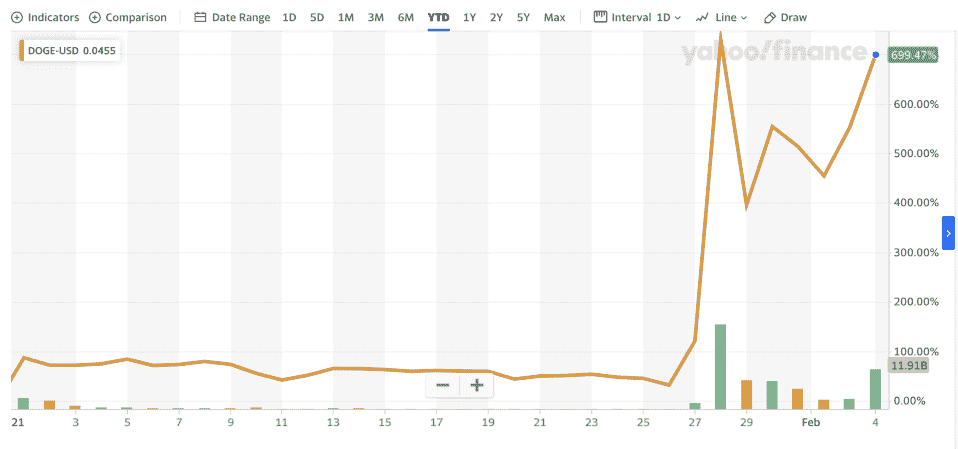 Indicators Comparison Date Range 1D 5D 1M 3M 6M YTD 1Y 2Y 5Y Max Interval 1D Line Draw
DOGE-USD 0.0455
yahoo!finance
699.47%
600.00%
500.00%
400.00%
300.00%
200.00%
100.00%
11.91B
0.00%
21 3 5 7 9 11 13 15 17 19 21 23 25 27 29 Feb 4